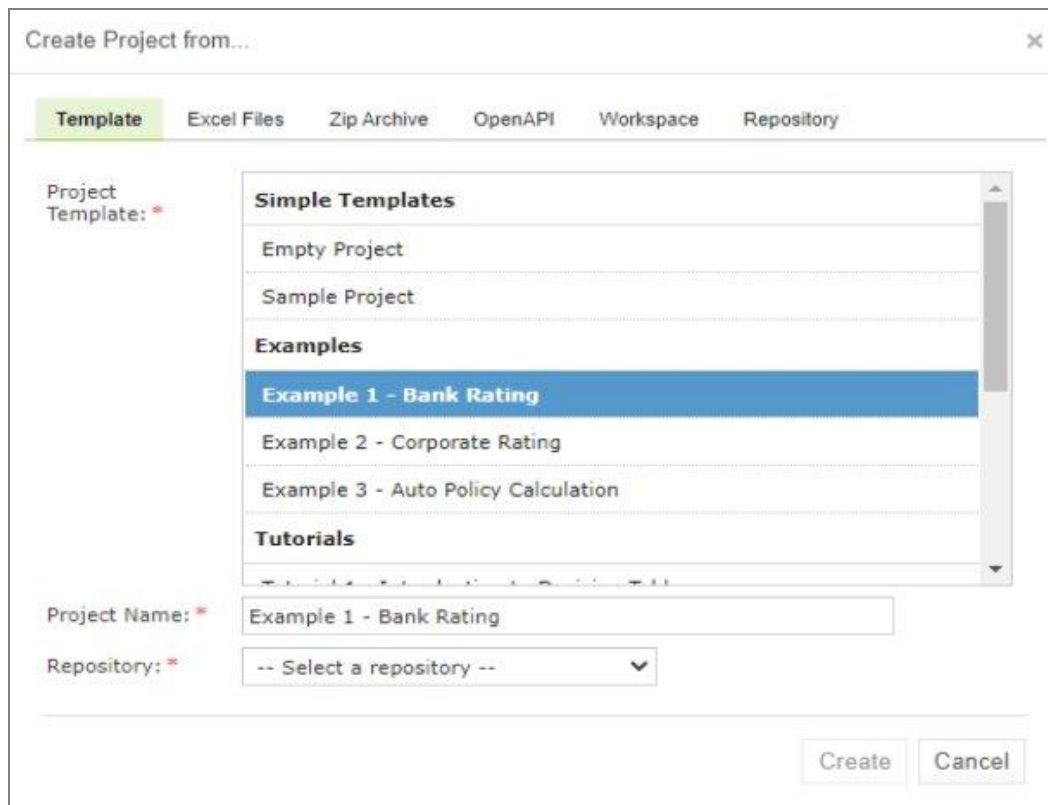 Create Project from...
×
Template Excel Files Zip Archive OpenAPI Workspace Repository
Project
Template: *
Simple Templates
Empty Project
Sample Project
Examples
Example 1 - Bank Rating
Example 2 - Corporate Rating
Example 3 - Auto Policy Calculation
Tutorials
Project Name: * Example 1 - Bank Rating
Repository: * -- Select a repository --
Create Cancel